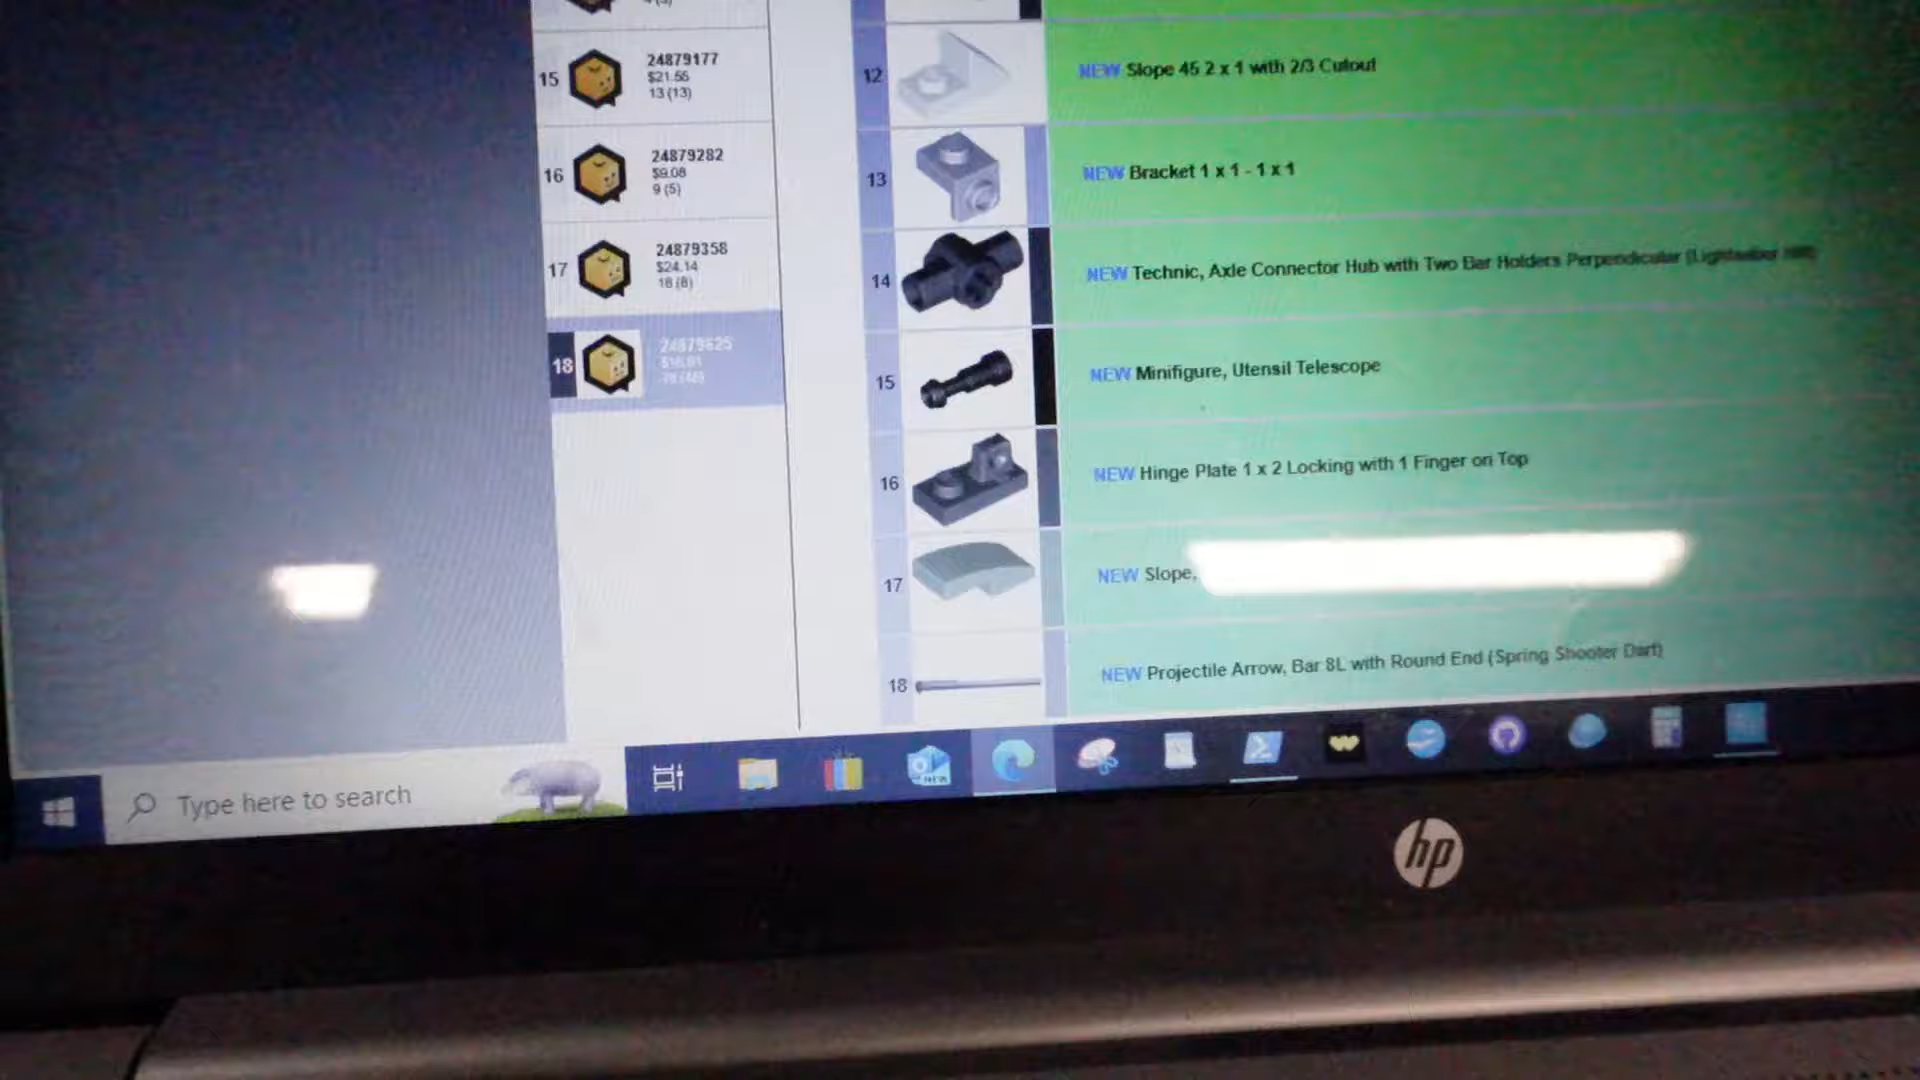 15
24879177
$21.55
13 (13)
16
24879282
$9.08
9 (5)
17
24879358
$24.14
18 (8)
18
24879625
12
NEW Slope 45 2 x 1 with 2/3 Cutout
13
NEW Bracket 1 x 1 - 1 x 1
14
NEW Technic, Axle Connector Hub with Two Bar Holders Perpendicular (Lightsaber
15
NEW Minifigure, Utensil Telescope
16
NEW Hinge Plate 1 x 2 Locking with 1 Finger on Top
17
NEW Slope,
18
NEW Projectile Arrow, Bar 8L with Round End (Spring Shooter Dart)
Type here to search
NEW
hp